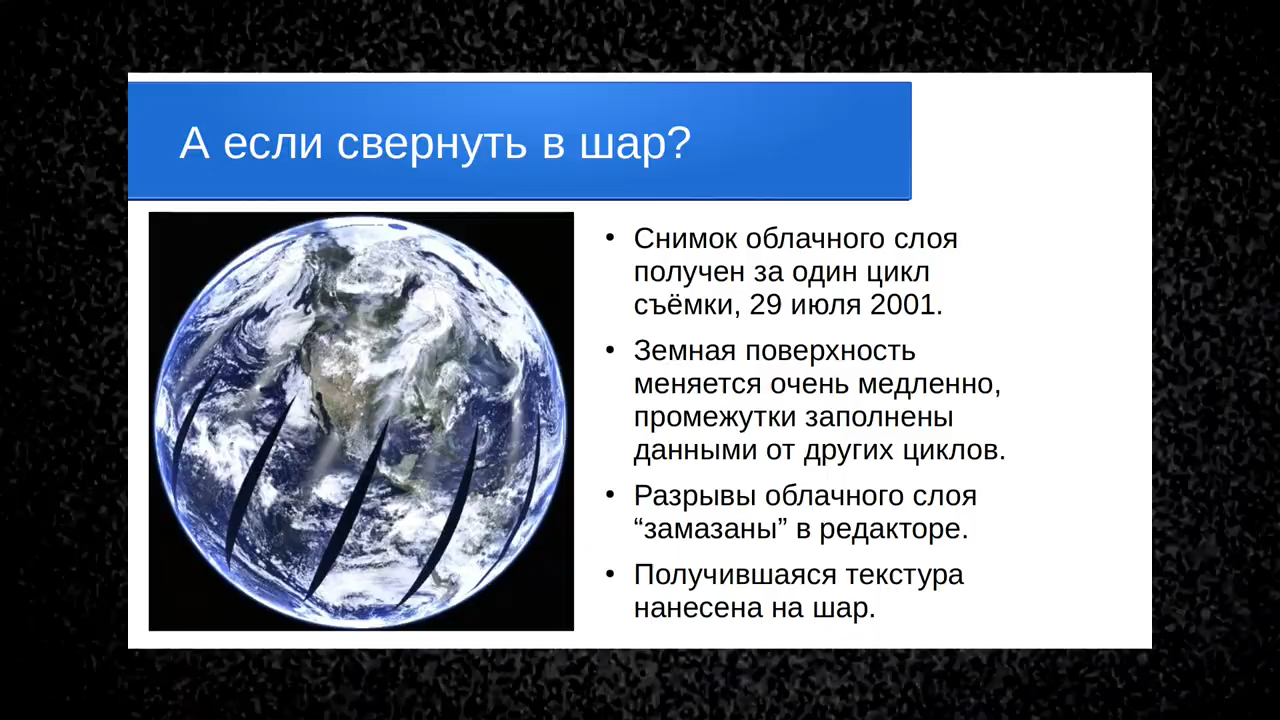 А если свернуть в шар?
• Снимок облачного слоя
получен за один цикл
съёмки, 29 июля 2001.
• Земная поверхность
меняется очень медленно,
промежутки заполнены
данными от других циклов.
• Разрывы облачного слоя
“замазаны” в редакторе.
• Получившаяся текстура
нанесена на шар.